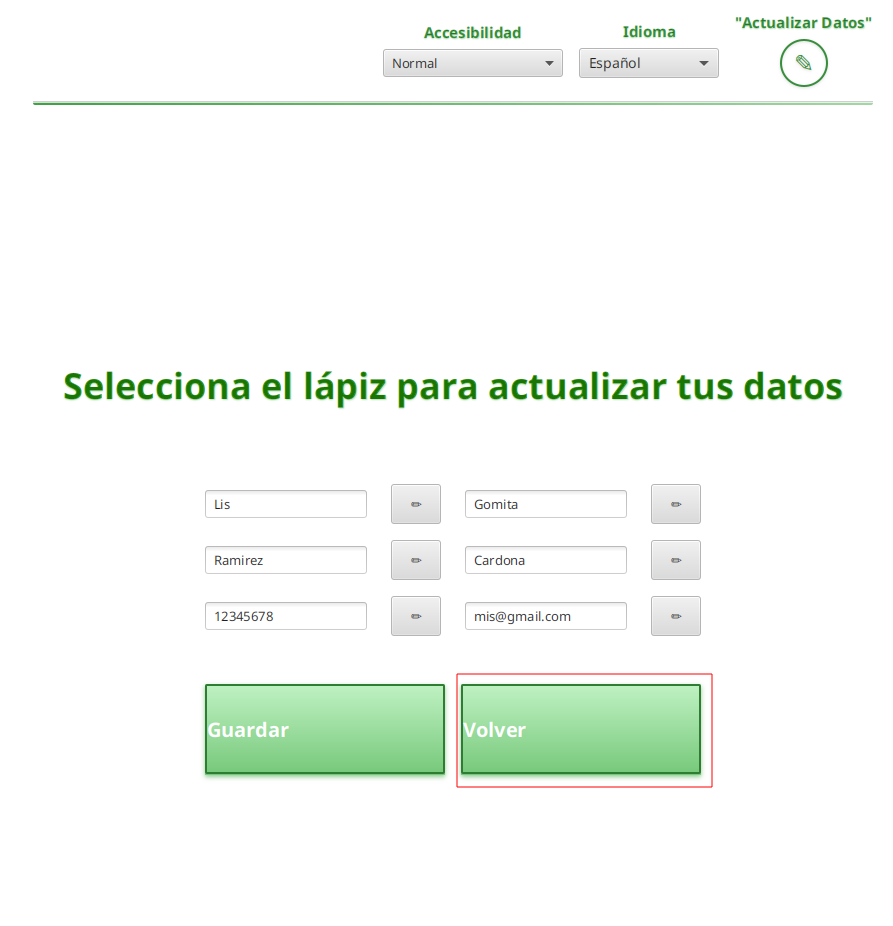 Accesibilidad
Normal
Idioma
Español
"Actualizar Datos"
Selecciona el lápiz para actualizar tus datos
Lis
Gomita
Ramirez
Cardona
12345678
mis@gmail.com
Guardar
Volver